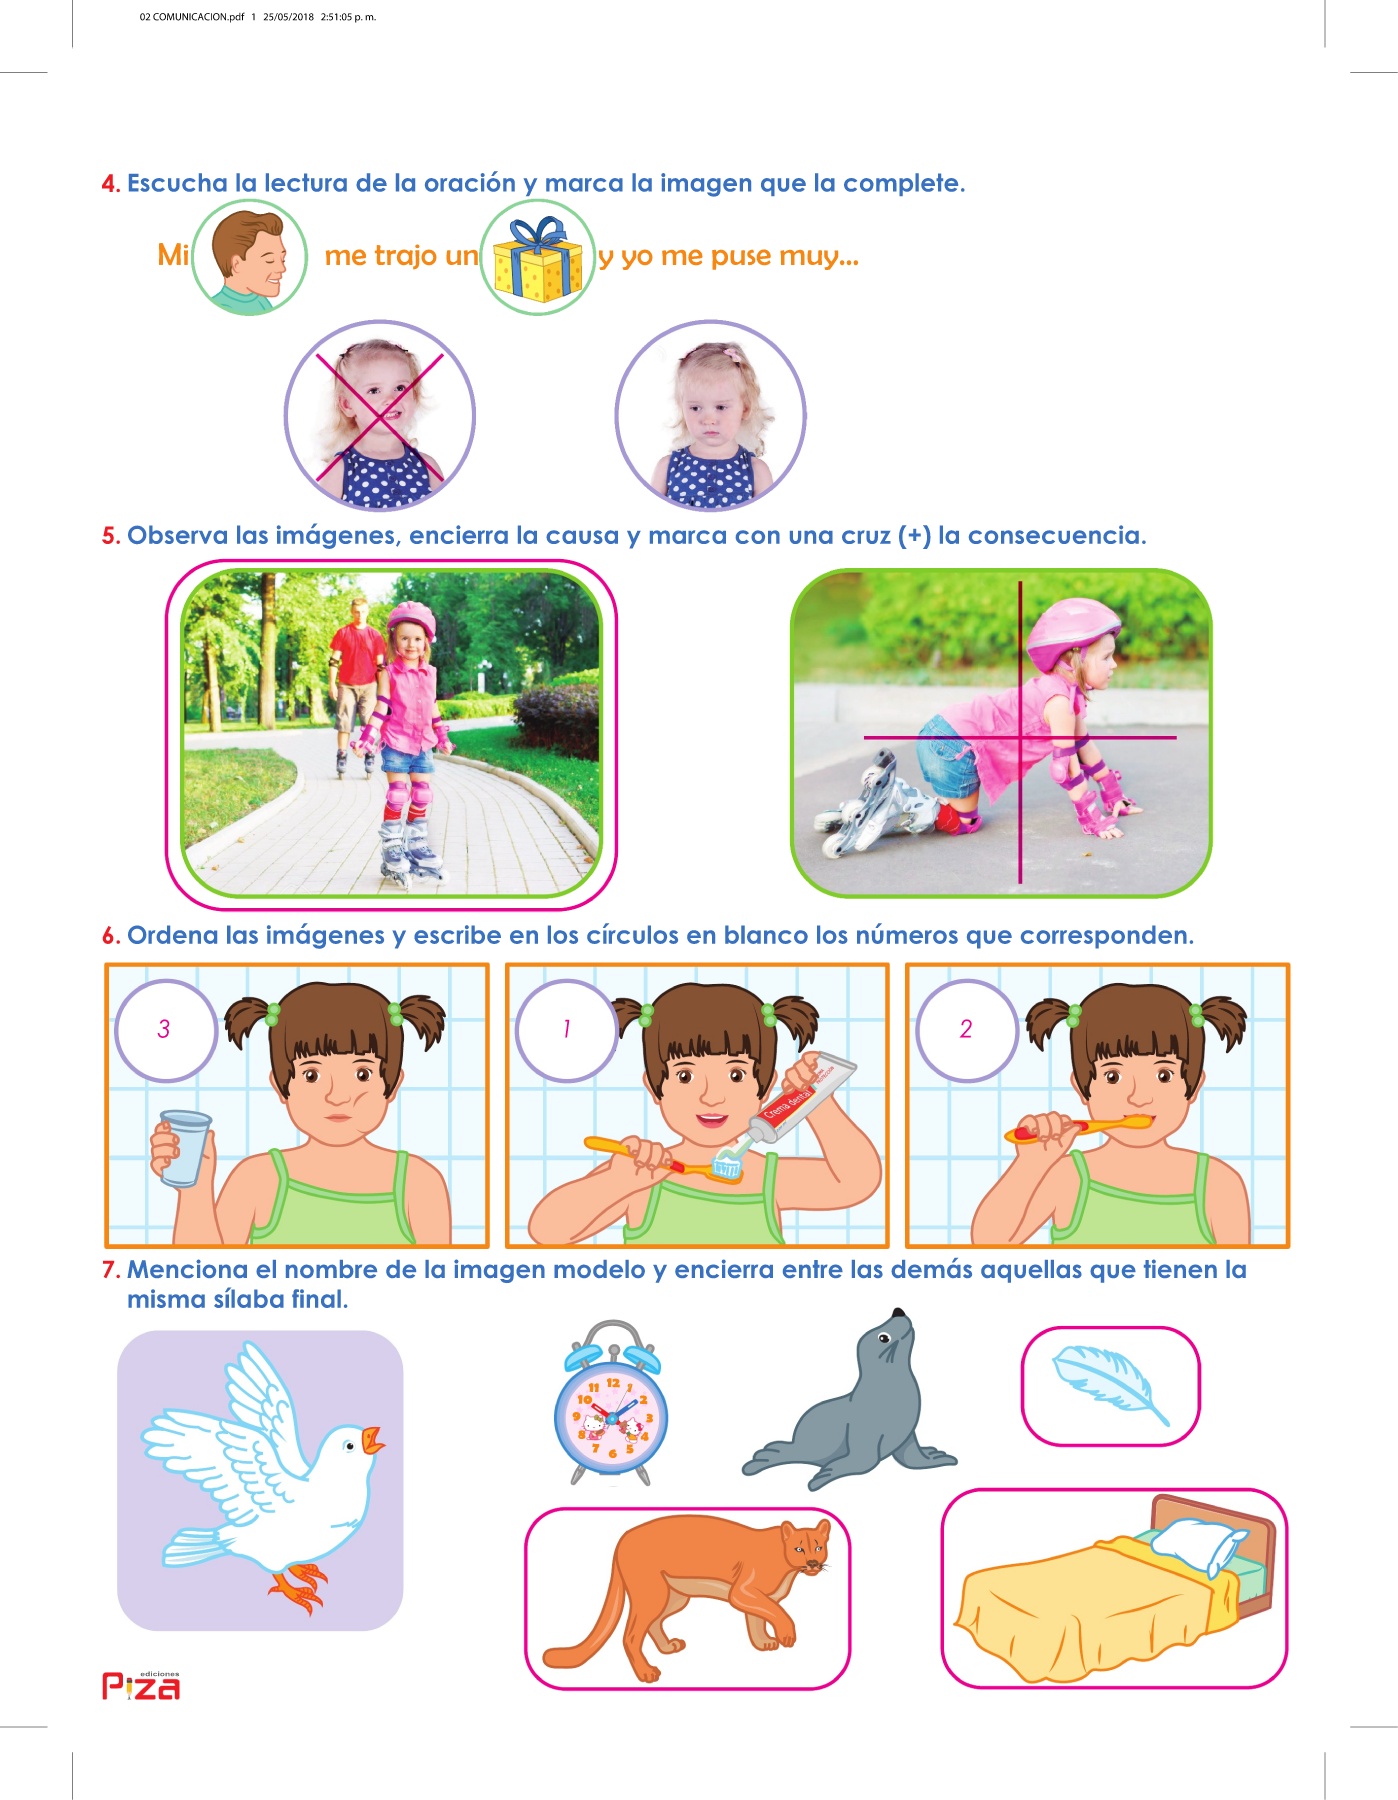 02 COMUNICACION.pdf 1 25/05/2018 2:51:05 p. m.
4. Escucha la lectura de la oración y marca la imagen que la complete.
Mi me trajo un y yo me puse muy...
5. Observa las imágenes, encierra la causa y marca con una cruz (+) la consecuencia.
6. Ordena las imágenes y escribe en los círculos en blanco los números que corresponden.
3 1 2
Crema dental
7. Menciona el nombre de la imagen modelo y encierra entre las demás aquellas que tienen la
misma sílaba final.
12
11 1
10 2
9 3
8 4
7 5
6
ediciones
Piza